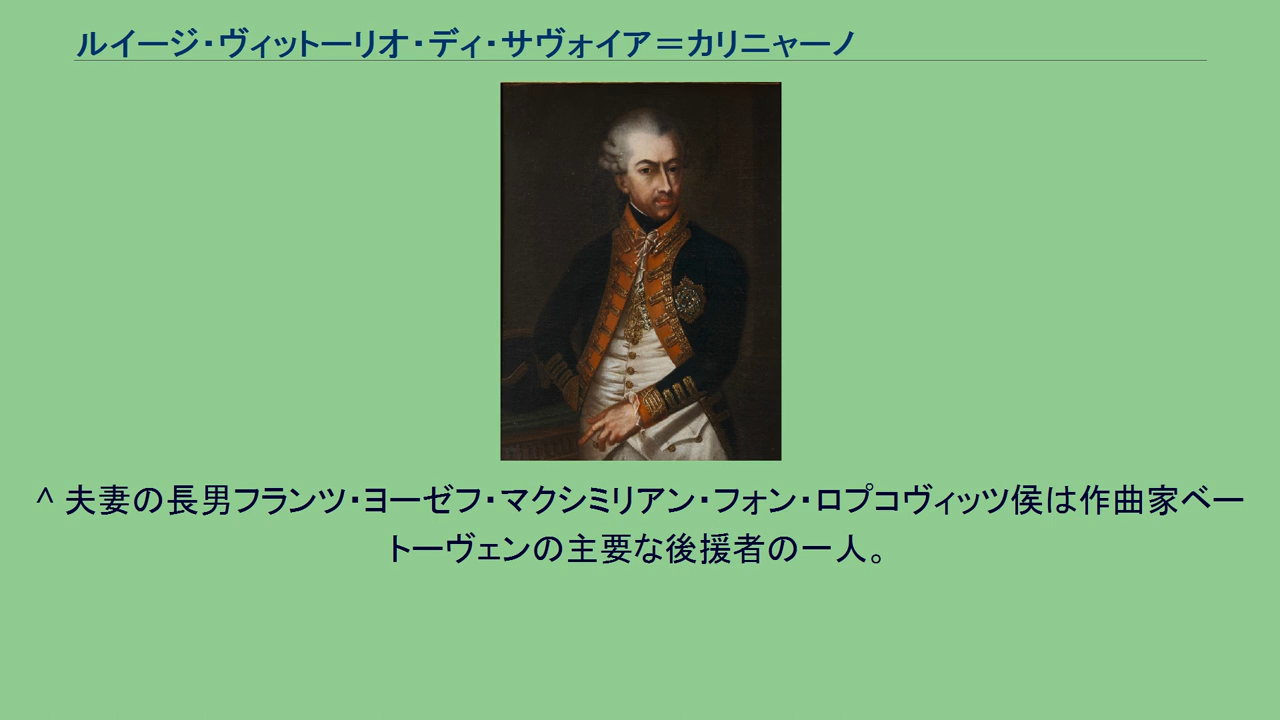 ルイージ・ヴィットーリオ・ディ・サヴォイア＝カリニャーノ
^ 夫妻の長男フランツ・ヨーゼフ・マクシミリアン・フォン・ロプコヴィッツ侯は作曲家ベー
トーヴェンの主要な後援者の一人。